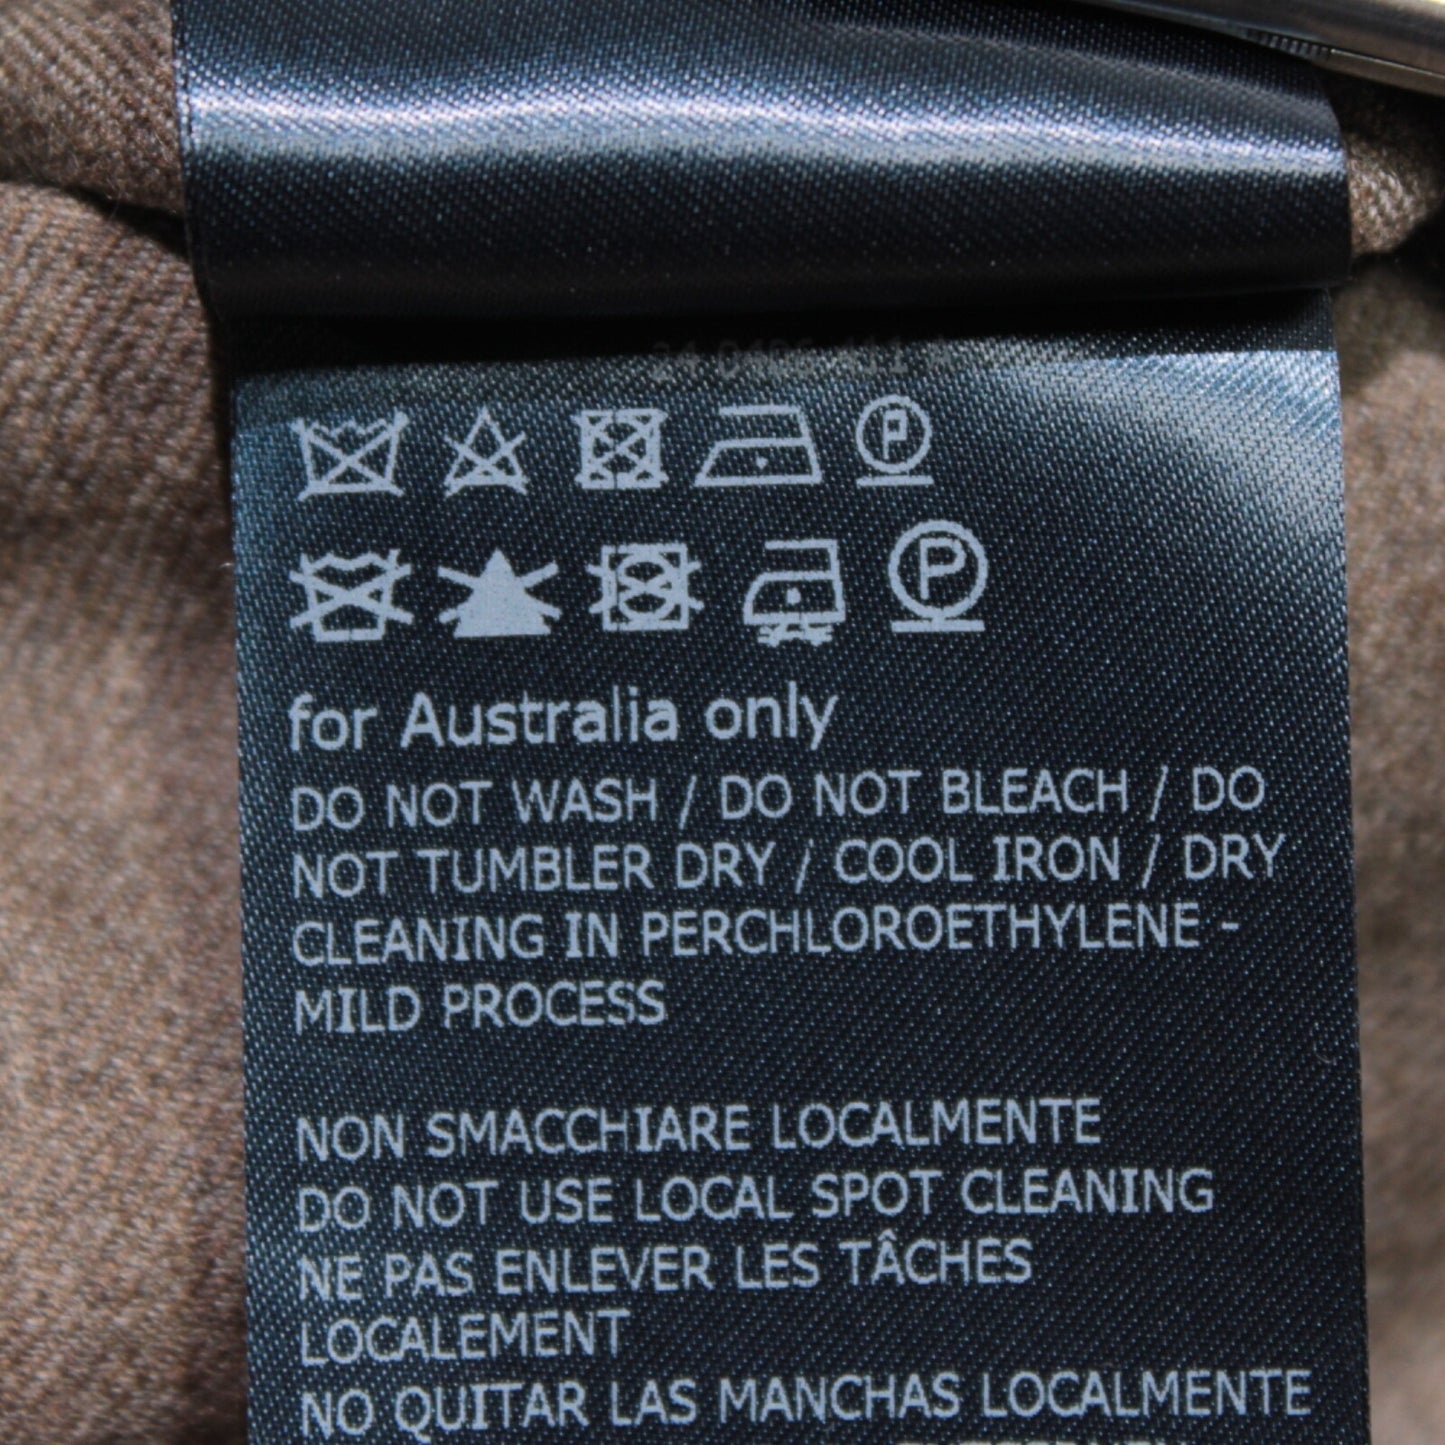 P
P
for Australia only
DO NOT WASH / DO NOT BLEACH / DO
NOT TUMBLER DRY / COOL IRON / DRY
CLEANING IN PERCHLOROETHYLENE -
MILD PROCESS
NON SMACCHIARE LOCALMENTE
DO NOT USE LOCAL SPOT CLEANING
NE PAS ENLEVER LES TÂCHES
LOCALEMENT
NO QUITAR LAS MANCHAS LOCALMENTE